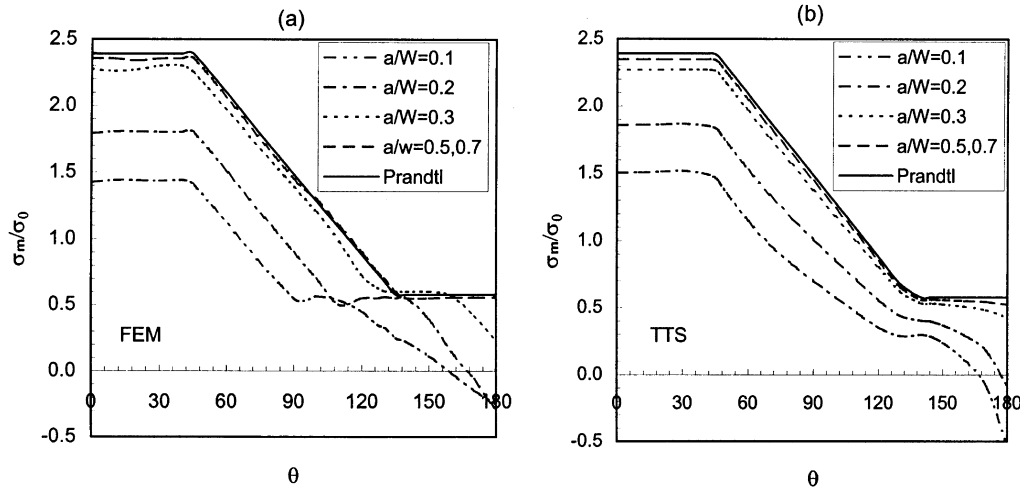 (a)
2.5
2.0
1.5
1.0
0.5
0.0
-0.5
0
30
60
90
120
150
180
σm/σ0
θ
a/W=0.1
a/W=0.2
a/W=0.3
a/w=0.5,0.7
Prandtl
FEM
(b)
2.5
2.0
1.5
1.0
0.5
0.0
-0.5
0
30
60
90
120
150
180
σm/σ0
θ
a/W=0.1
a/W=0.2
a/W=0.3
a/W=0.5,0.7
Prandtl
TTS